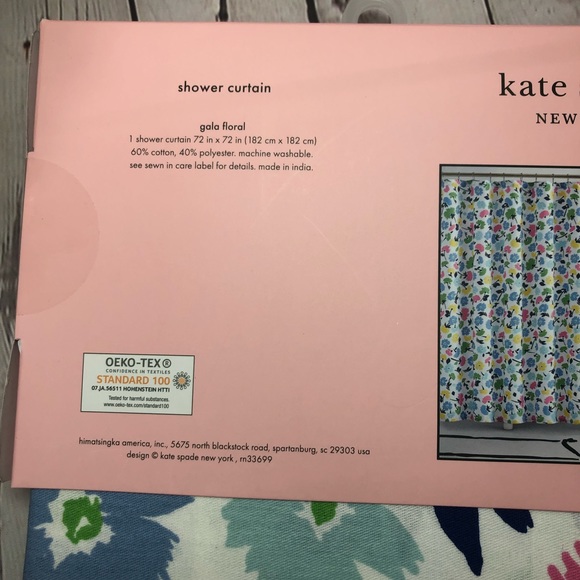 shower curtain
gala floral
1 shower curtain 72 in x 72 in (182 cm x 182 cm)
60% cotton, 40% polyester. machine washable.
see sewn in care label for details. made in india.
kate
NEW
OEKO-TEX®
CONFIDENCE IN TEXTILES
STANDARD 100
07.JA.56511 HOHENSTEIN HTTI
Tested for harmful substances.
www.oeko-tex.com/standard100
himatsingka america, inc., 5675 north blackstock road, spartanburg, sc 29303 usa
design © kate spade new york , rn33699